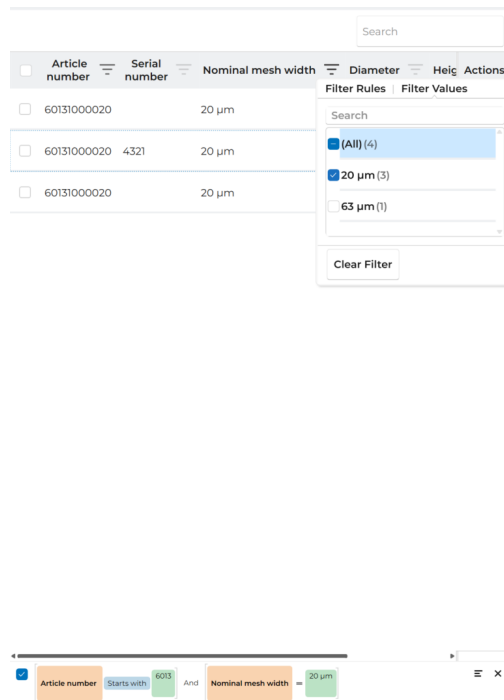 Search
Article number
Serial number
Nominal mesh width
Diameter
Heig
Actions
Filter Rules
Filter Values
Search
(All) (4)
20 µm (3)
63 µm (1)
Clear Filter
60131000020 20 µm
60131000020 4321 20 µm
60131000020 20 µm
Article number Starts with 6013 And Nominal mesh width = 20 µm